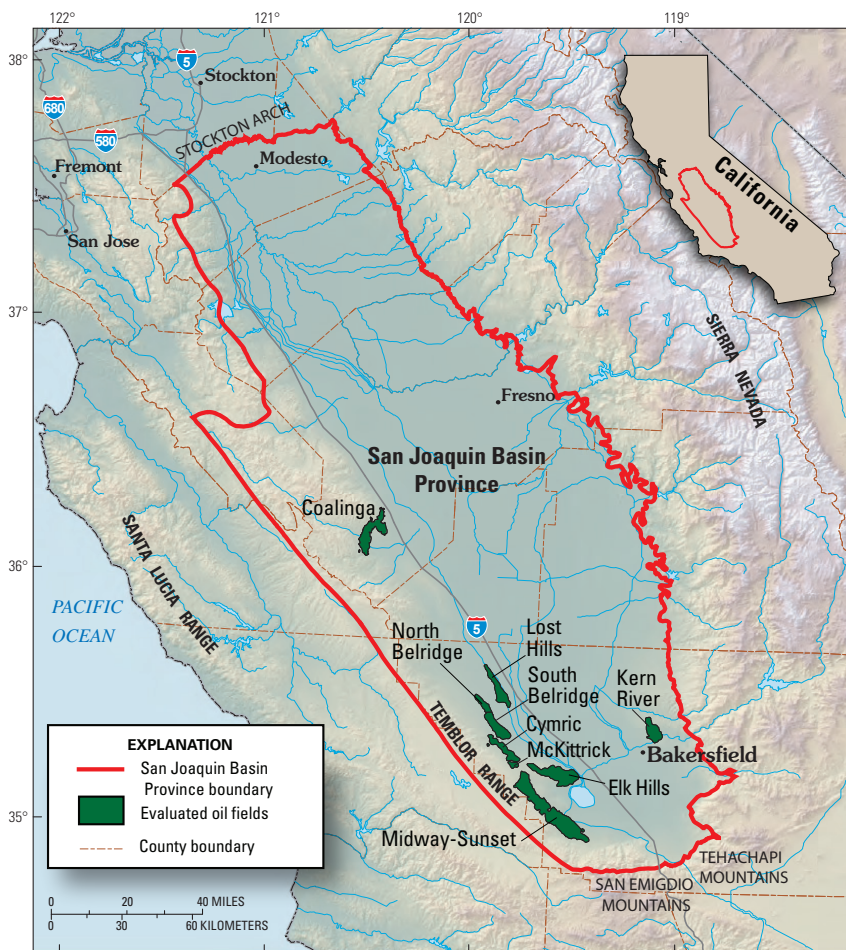 122°
121°
120°
119°
38°
37°
36°
35°
5
Stockton
680
580
STOCKTON ARCH
Fremont
Modesto
San Jose
California
SIERRA NEVADA
Fresno
San Joaquin Basin
Province
Coalinga
SANTA LUCIA RANGE
PACIFIC
OCEAN
5
North
Belridge
Lost
Hills
South
Belridge
Kern
River
Cymric
McKittrick
TEMBLOR RANGE
Bakersfield
Elk Hills
Midway-Sunset
TEHACHAPI
MOUNTAINS
SAN EMIGDIO
MOUNTAINS
EXPLANATION
San Joaquin Basin
Province boundary
Evaluated oil fields
County boundary
0 20 40 MILES
0 30 60 KILOMETERS